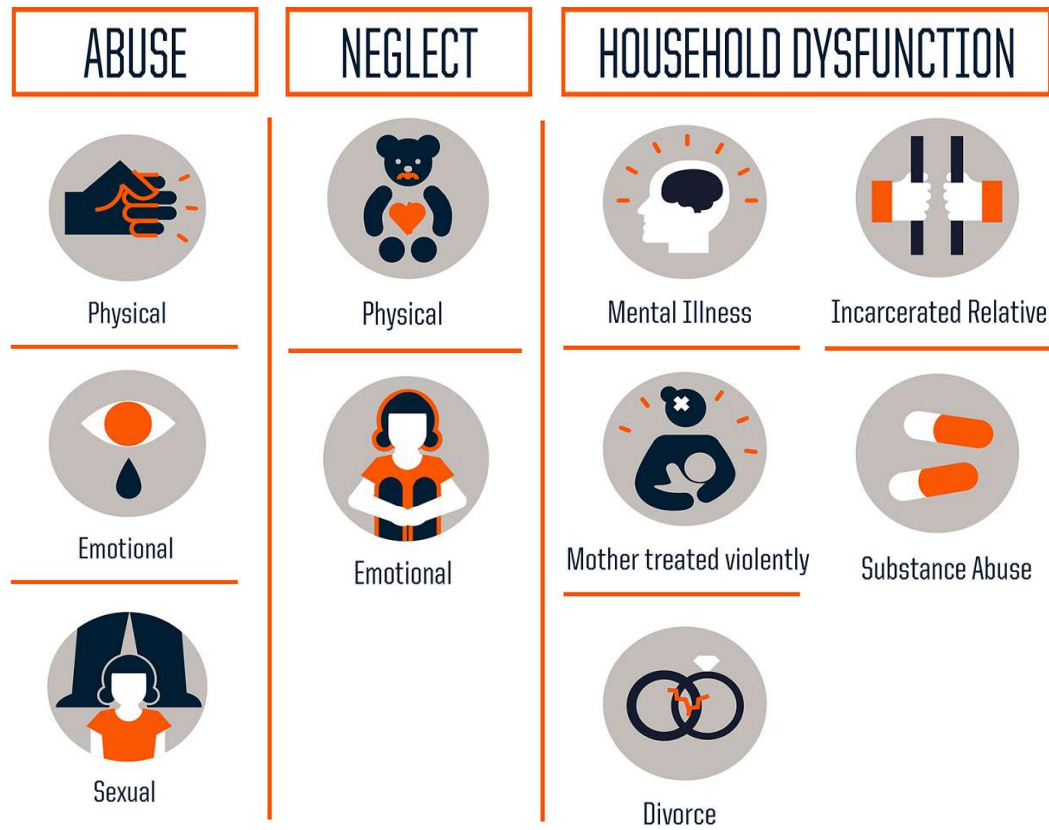 ABUSE
NEGLECT
HOUSEHOLD DYSFUNCTION
Physical
Emotional
Sexual
Physical
Emotional
Mental Illness
Incarcerated Relative
Mother treated violently
Substance Abuse
Divorce